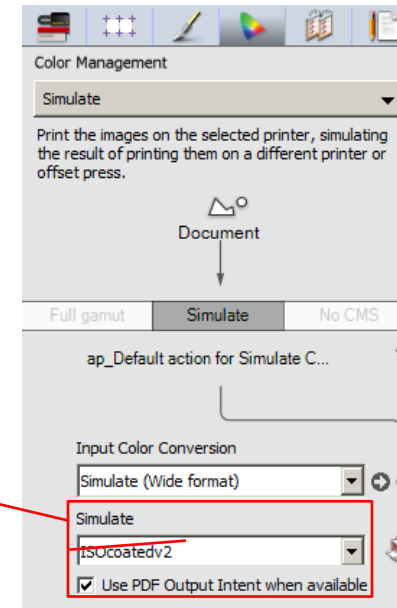 Color Management
Simulate
Print the images on the selected printer, simulating
the result of printing them on a different printer or
offset press.
Document
Full gamut Simulate No CMS
ap_Default action for Simulate C...
Input Color Conversion
Simulate (Wide format)
Simulate
ISOcoatedv2
Use PDF Output Intent when available